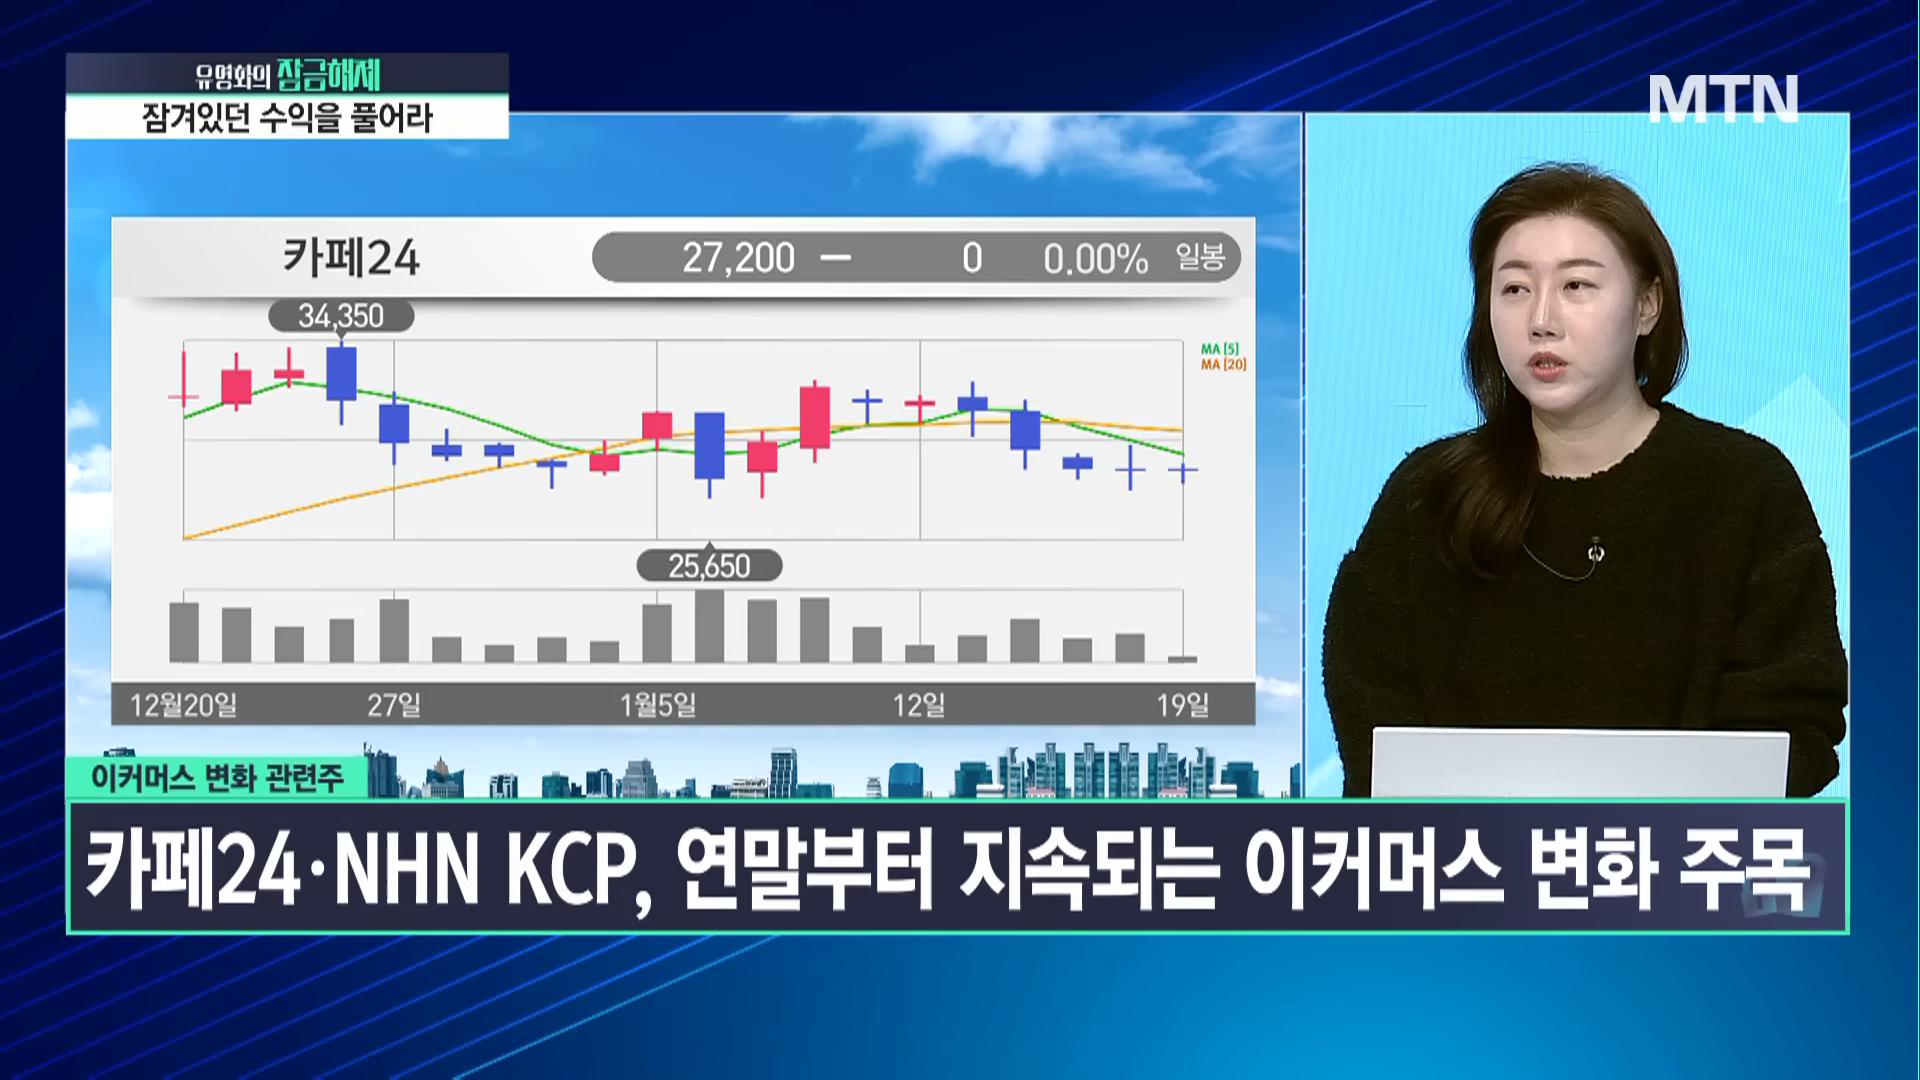 유영화의 잠금해제
잠겨있던 수익을 풀어라
MTN
카페24
27,200 — 0 0.00% 일봉
34,350
MA [5]
MA [20]
25,650
12월20일 27일 1월5일 12일 19일
이커머스 변화 관련주
카페24·NHN KCP, 연말부터 지속되는 이커머스 변화 주목